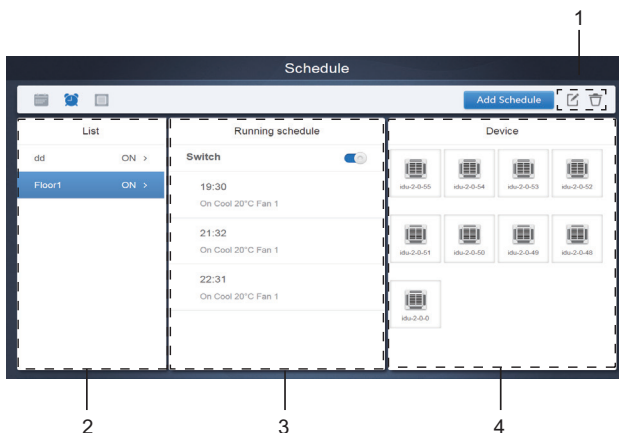 1
Schedule
Add Schedule
List
Running schedule
Device
dd ON >
Floor1 ON >
Switch
19:30
On Cool 20°C Fan 1
21:32
On Cool 20°C Fan 1
22:31
On Cool 20°C Fan 1
idu-2-0-55 idu-2-0-54 idu-2-0-53 idu-2-0-52
idu-2-0-51 idu-2-0-50 idu-2-0-49 idu-2-0-48
idu-2-0-0
2 3 4